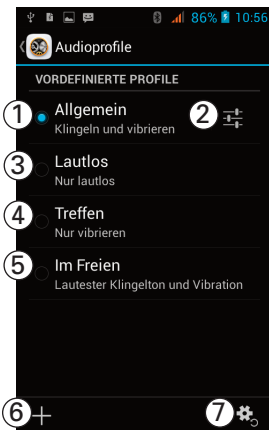 86% 10:56
Audioprofile
VORDEFINIERTE PROFILE
1 Allgemein 2
Klingeln und vibrieren
3 Lautlos
Nur lautlos
4 Treffen
Nur vibrieren
5 Im Freien
Lautester Klingelton und Vibration
6 7